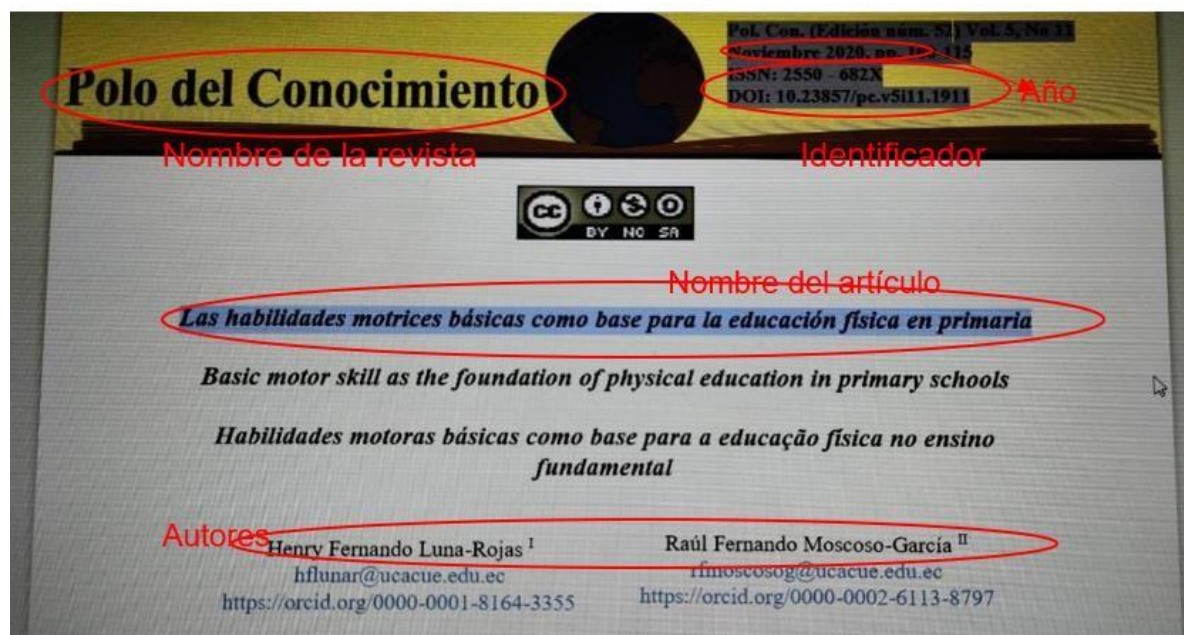 Pol. Con. (Edición núm. 52) Vol. 5, No 11
Noviembre 2020, pp. 115
ISSN: 2550 - 682X
DOI: 10.23857/pc.v5i11.1911
Año
Polo del Conocimiento
Nombre de la revista
Identificador
CC BY NC SA
Nombre del artículo
Las habilidades motrices básicas como base para la educación física en primaria
Basic motor skill as the foundation of physical education in primary schools
Habilidades motoras básicas como base para a educação física no ensino
fundamental
Autores
Henry Fernando Luna-Rojas I Raúl Fernando Moscoso-García II
hflunar@ucacue.edu.ec rfmoscosog@ucacue.edu.ec
https://orcid.org/0000-0001-8164-3355 https://orcid.org/0000-0002-6113-8797